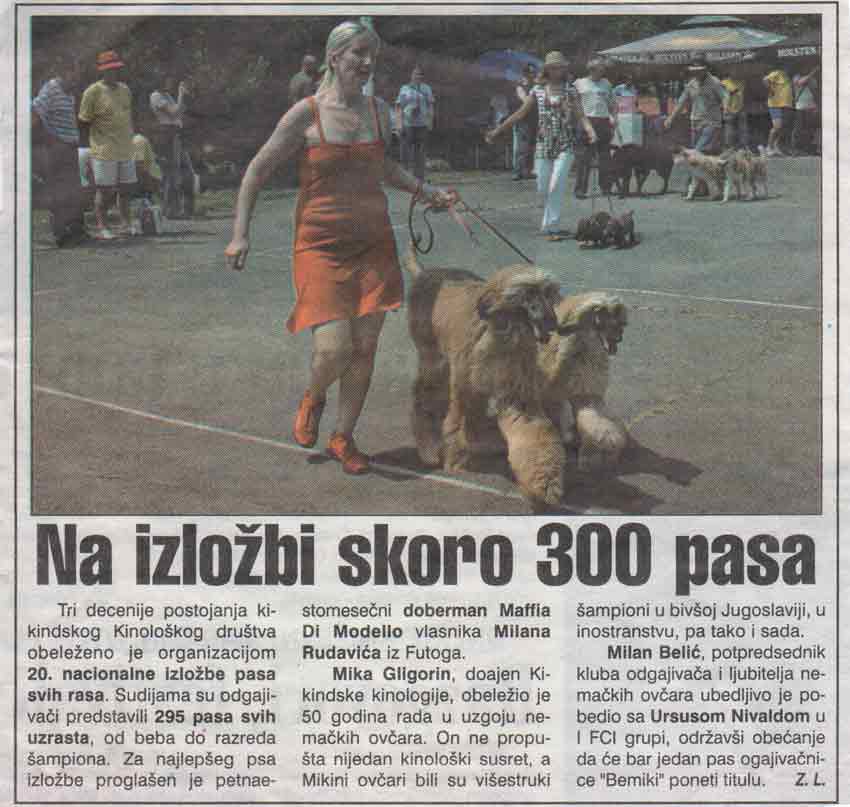 HOLSTEN
HOLSTEN
Na izložbi skoro 300 pasa
Tri decenije postojanja ki-
kindskog Kinološkog društva
obeleženo je organizacijom
20. nacionalne izložbe pasa
svih rasa. Sudijama su odgaji-
vači predstavili 295 pasa svih
uzrasta, od beba do razreda
šampiona. Za najlepšeg psa
izložbe proglašen je petnae-
stomesečni doberman Maffia
Di Modello vlasnika Milana
Rudavića iz Futoga.
Mika Gligorin, doajen Ki-
kindske kinologije, obeležio je
50 godina rada u uzgoju ne-
mačkih ovčara. On ne propu-
šta nijedan kinološki susret, a
Mikini ovčari bili su višestruki
šampioni u bivšoj Jugoslaviji, u
inostranstvu, pa tako i sada.
Milan Belić, potpredsednik
kluba odgajivača i ljubitelja ne-
mačkih ovčara ubedljivo je po-
bedio sa Ursusom Nivaldom u
I FCI grupi, održavši obećanje
da će bar jedan pas ogajivačni-
ce "Bemiki" poneti titulu. Z. L.